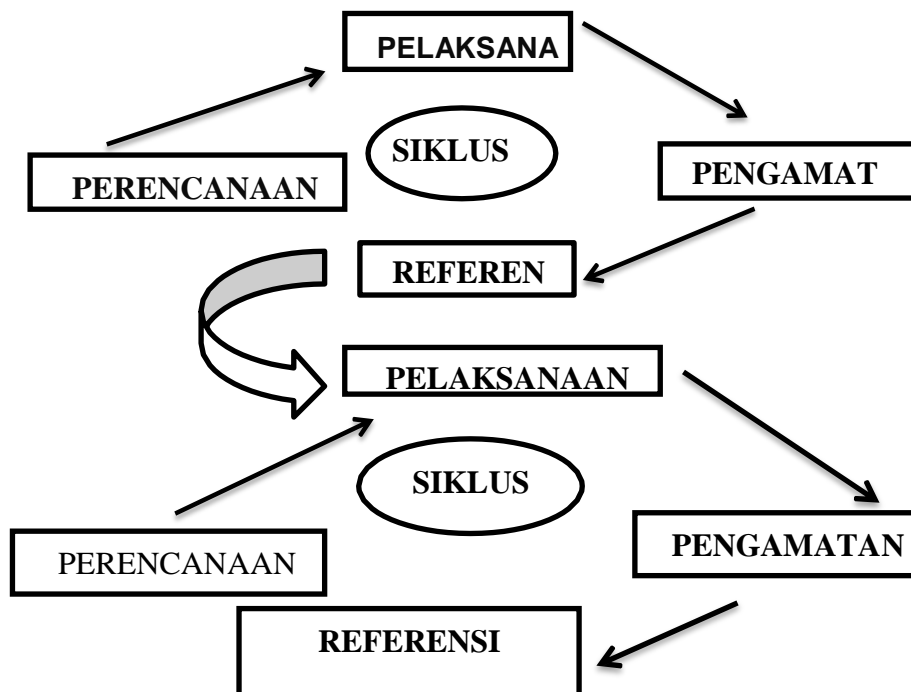 PELAKSANA
SIKLUS
PERENCANAAN
PENGAMAT
REFEREN
PELAKSANAAN
SIKLUS
PENGAMATAN
PERENCANAAN
REFERENSI